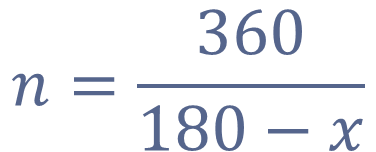 n = 360 / 180 − x